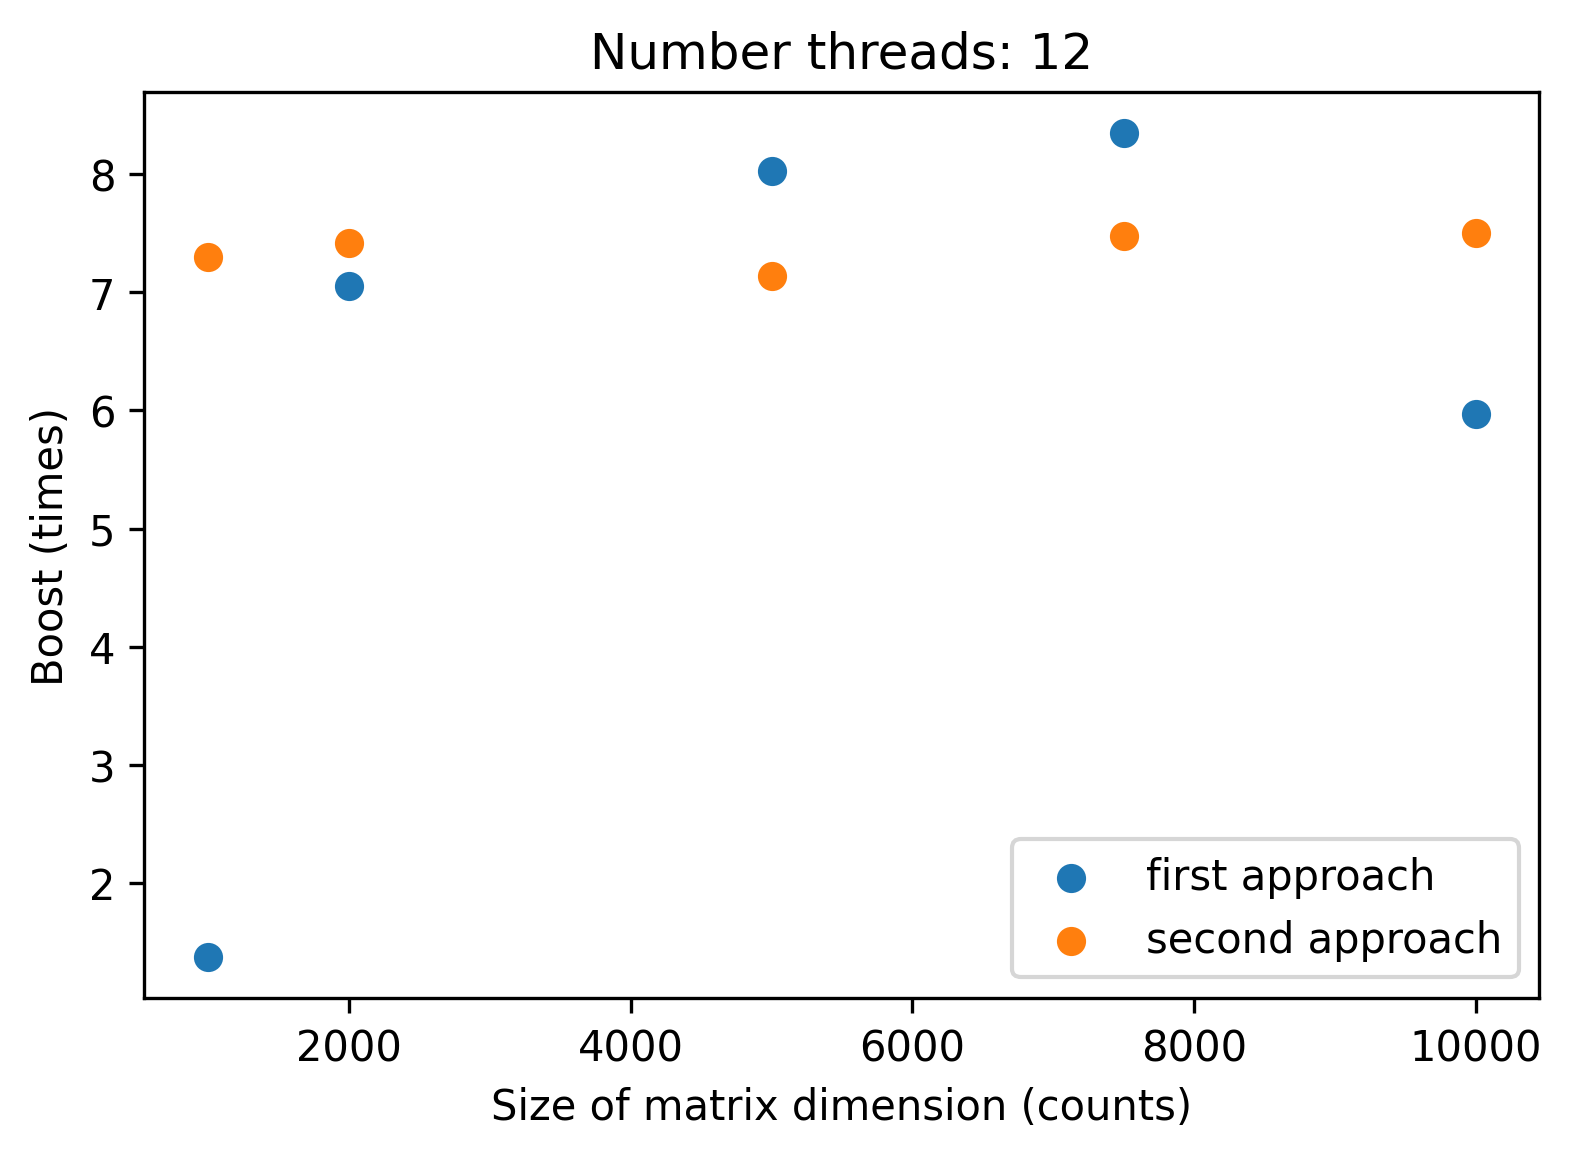 Number threads: 12
Boost (times)
8
7
6
5
4
3
2
first approach
second approach
2000 4000 6000 8000 10000
Size of matrix dimension (counts)